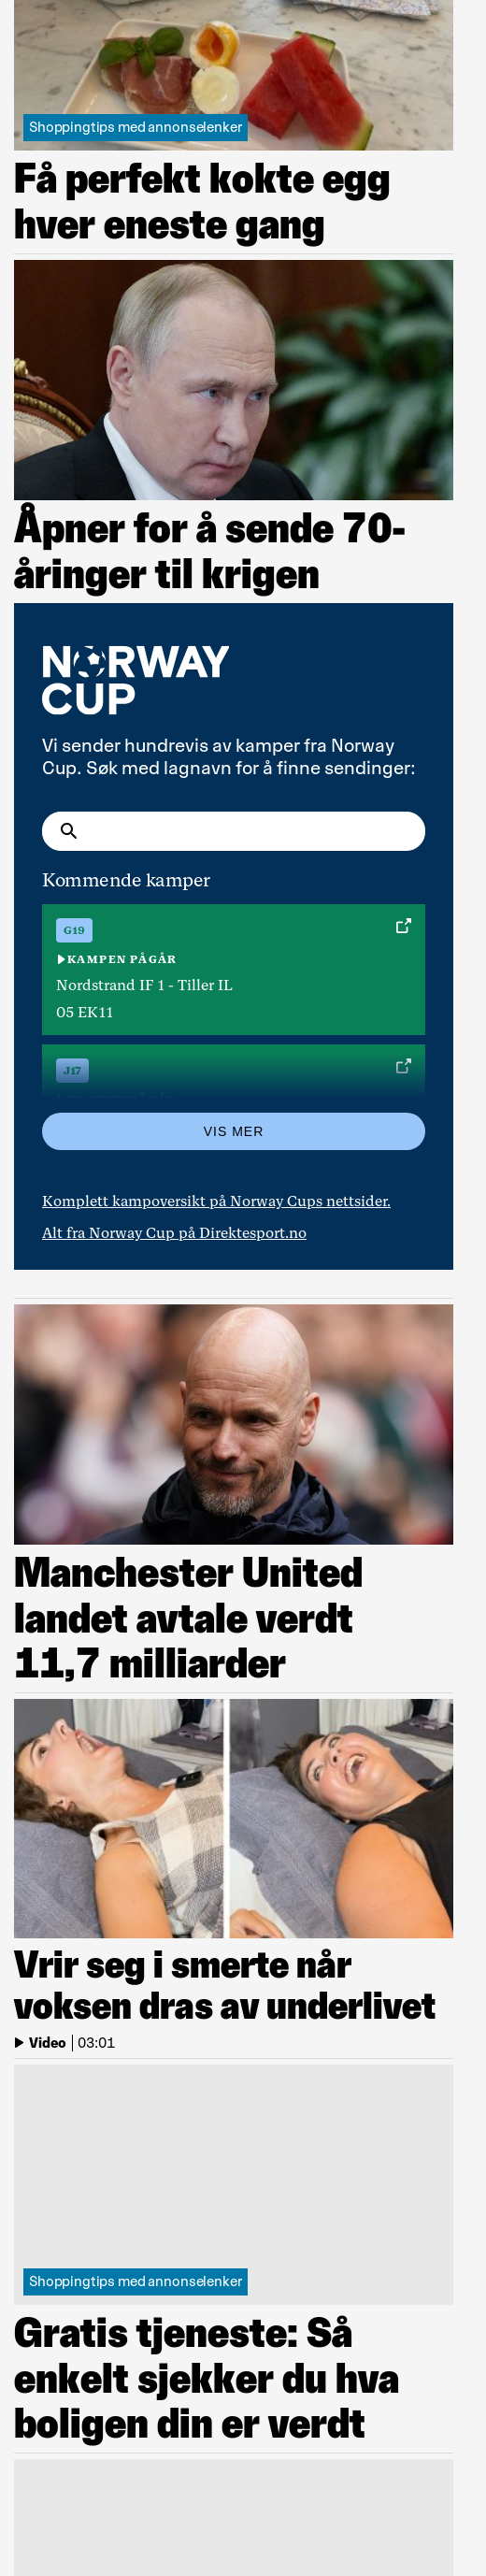 Shoppingtips med annonselenker
Få perfekt kokte egg
hver eneste gang
Åpner for å sende 70-
åringer til krigen
NORWAY
CUP
Vi sender hundrevis av kamper fra Norway
Cup. Søk med lagnavn for å finne sendinger:
Kommende kamper
G19
KAMPEN PÅGÅR
Nordstrand IF 1 - Tiller IL
05 EK11
J17
VIS MER
Komplett kampoversikt på Norway Cups nettsider.
Alt fra Norway Cup på Direktesport.no
Manchester United
landet avtale verdt
11,7 milliarder
Vrir seg i smerte når
voksen dras av underlivet
Video | 03:01
Shoppingtips med annonselenker
Gratis tjeneste: Så
enkelt sjekker du hva
boligen din er verdt